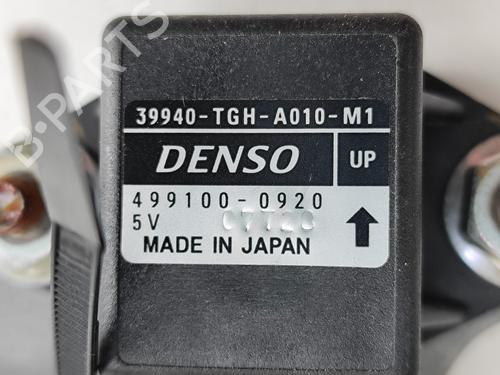 39940-TGH-A010-M1
DENSO UP
499100-0920
5V
MADE IN JAPAN
B-PARTS